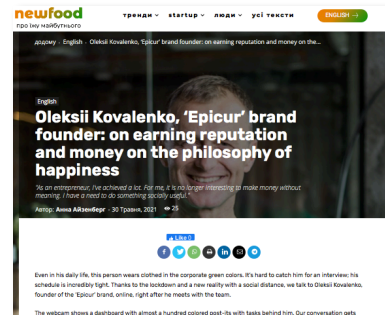 newfood
про їжу майбутнього
тренди startup люди усі тексти
ENGLISH →
додому › English › Oleksii Kovalenko, 'Epicur' brand founder: on earning reputation and money on the...
English
Oleksii Kovalenko, ‘Epicur’ brand
founder: on earning reputation
and money on the philosophy of
happiness
"As an entrepreneur, I've achieved a lot. For me, it is no longer interesting to make money without
meaning. I have a need to do something socially useful."
Автор: Анна Айзенберг - 30 Травня, 2021 25
Like 0
Even in his daily life, this person wears clothed in the corporate green colors. It's hard to catch him for an interview; his
schedule is incredibly tight. Thanks to the lockdown and a new reality with a social distance, we talk to Oleksii Kovalenko,
founder of the 'Epicur' brand, online, right after he meets with the team.
The webcam shows a dashboard with almost a hundred colored post-its with tasks behind him. Our conversation gets